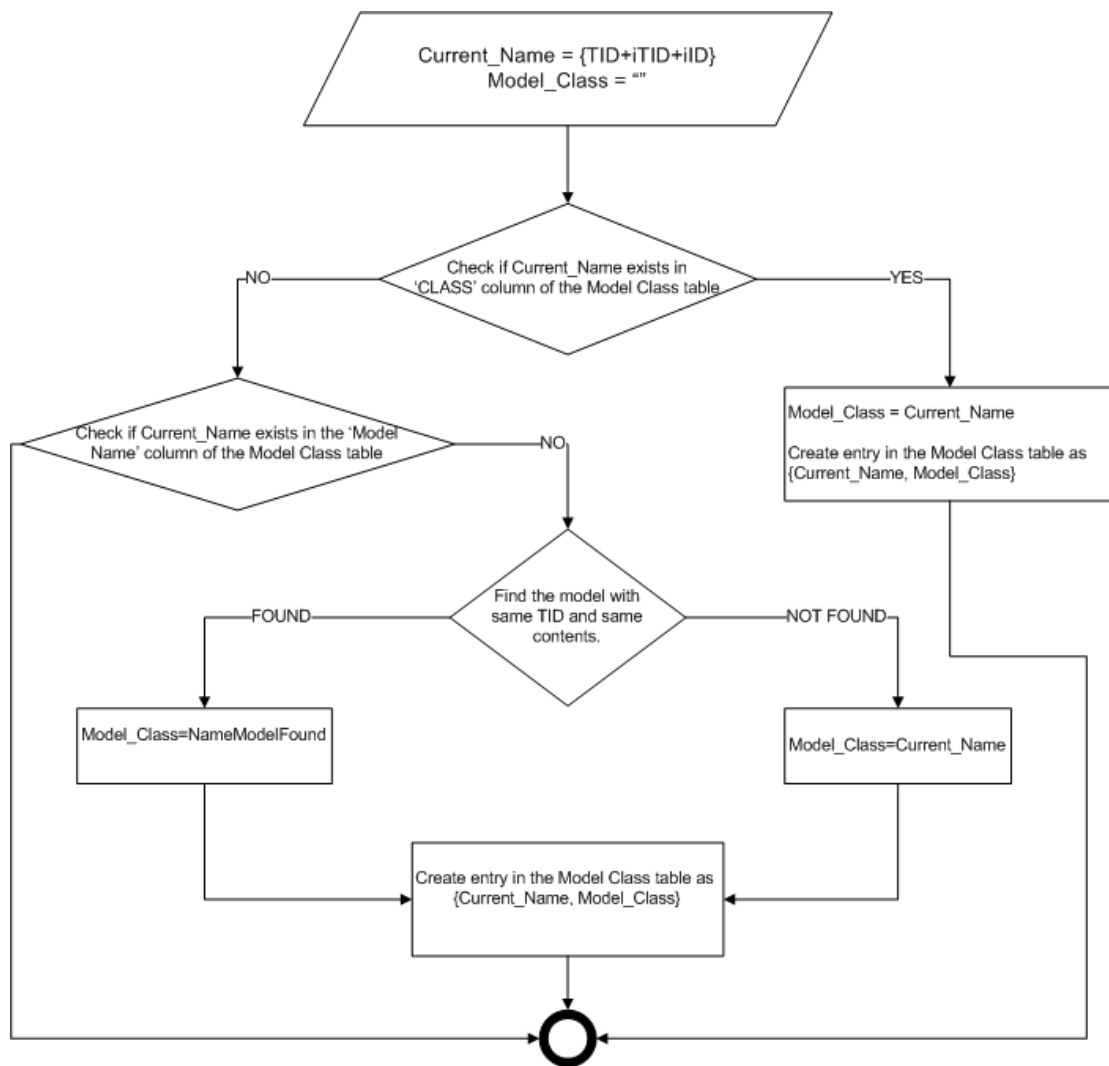 Current_Name = {TID+iTID+iID}
Model_Class = “”
Check if Current_Name exists in
‘CLASS’ column of the Model Class table
NO
YES
Model_Class = Current_Name
Create entry in the Model Class table as
{Current_Name, Model_Class}
Check if Current_Name exists in the ‘Model
Name’ column of the Model Class table
NO
Find the model with
same TID and same
contents.
FOUND
NOT FOUND
Model_Class=NameModelFound
Model_Class=Current_Name
Create entry in the Model Class table as
{Current_Name, Model_Class}